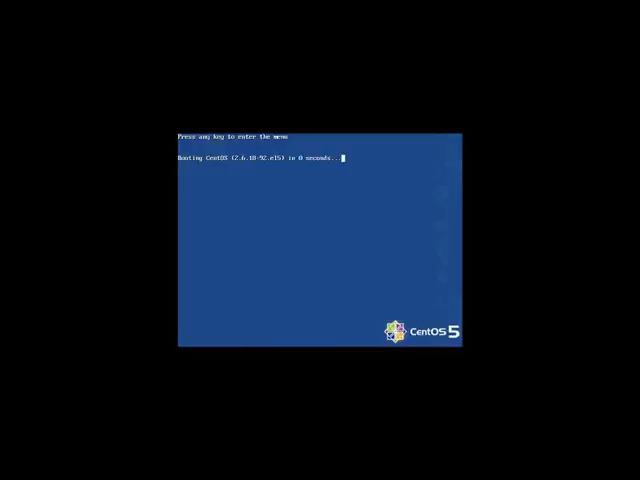 Press any key to enter the menu
Booting CentOS (2.6.18-92.el5) in 0 seconds...
CentOS 5